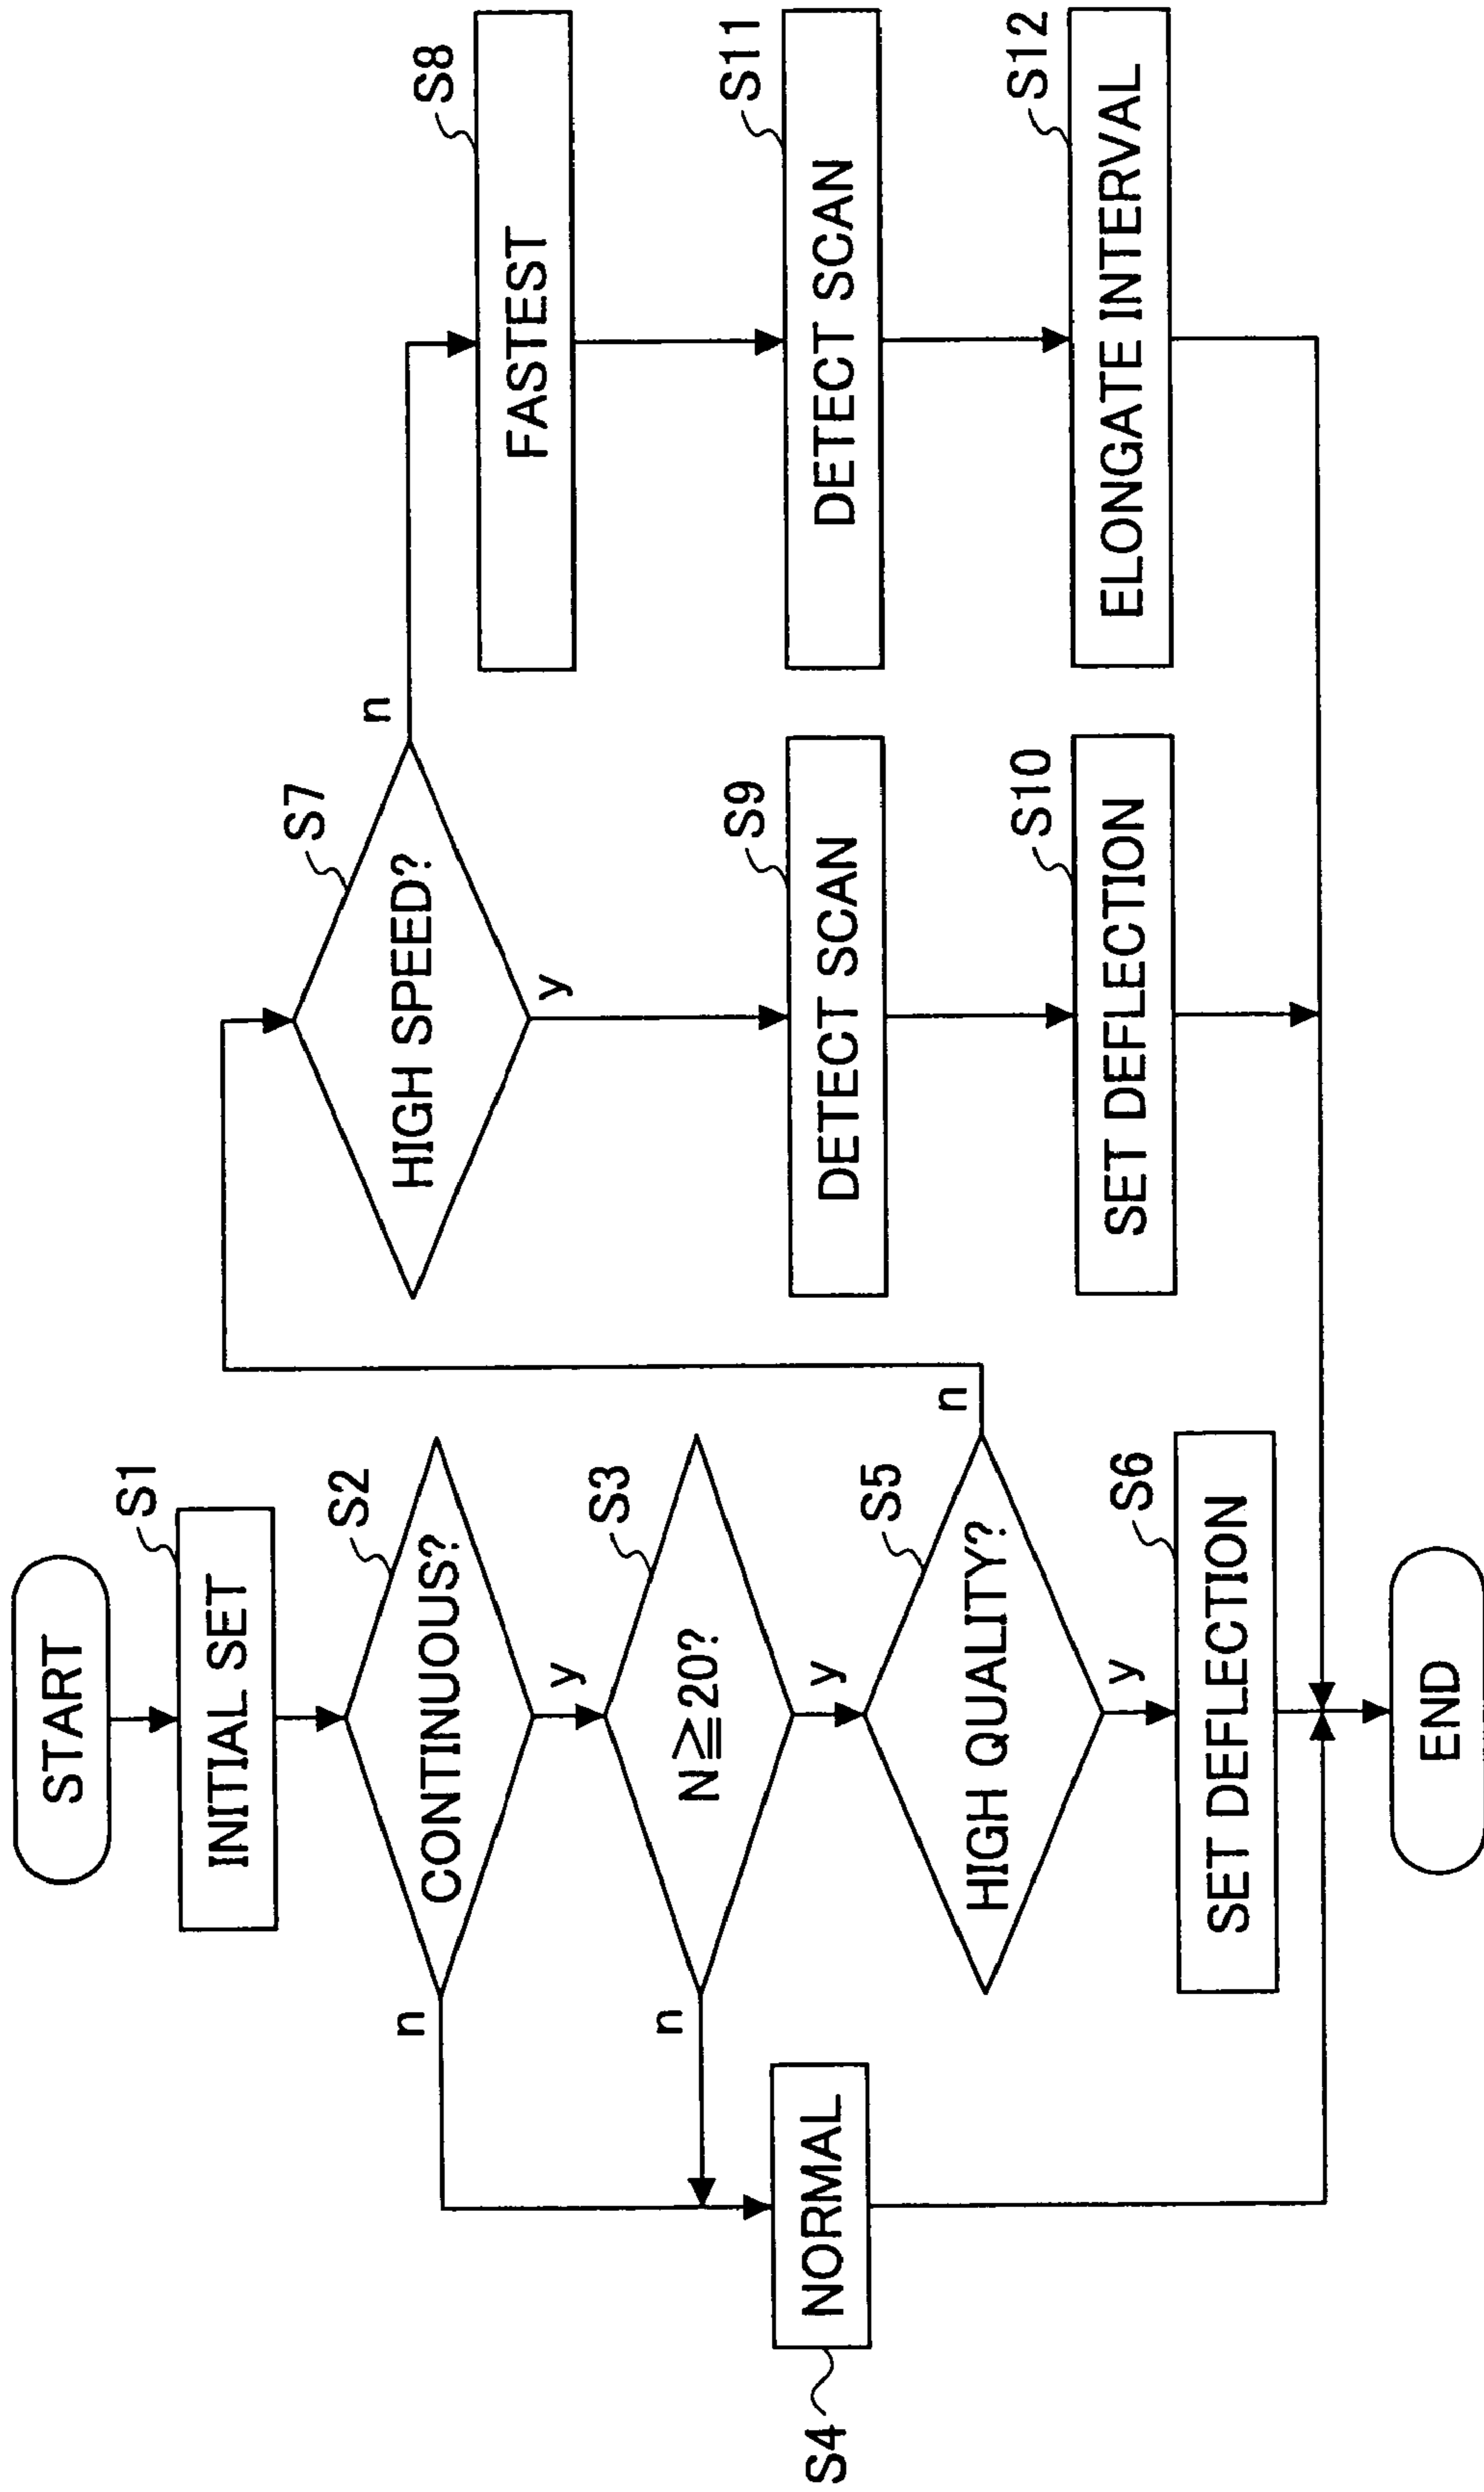 START
S1
INITIAL SET
S2
CONTINUOUS?
n
y
S3
N≧20?
n
y
S4
NORMAL
S5
HIGH QUALITY?
n
y
S6
SET DEFLECTION
S7
HIGH SPEED?
n
y
S8
FASTEST
S9
DETECT SCAN
S10
SET DEFLECTION
S11
DETECT SCAN
S12
ELONGATE INTERVAL
END